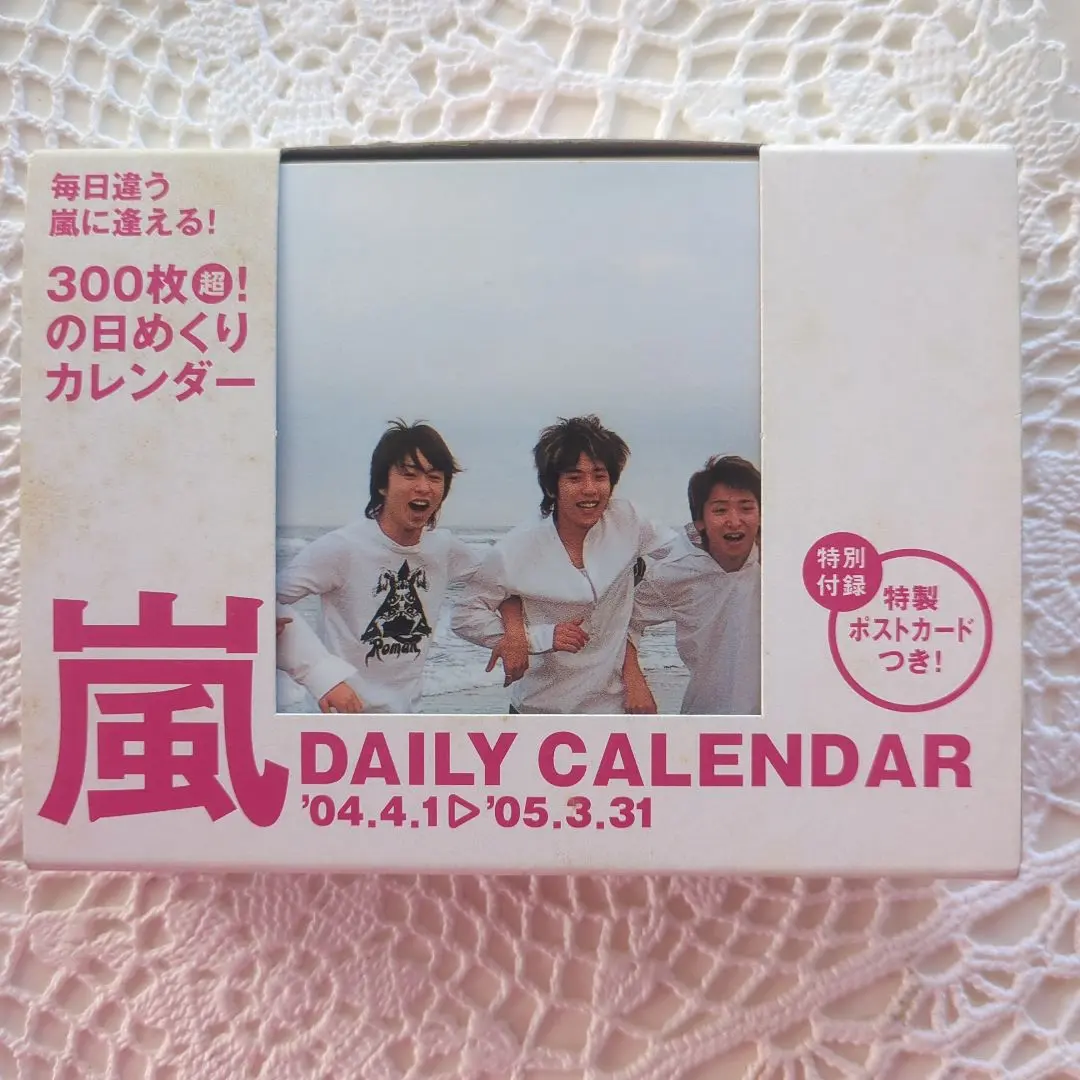 毎日違う
嵐に逢える!
300枚超!
の日めくり
カレンダー
Roman
特別
付録
特製
ポストカード
つき!
嵐
DAILY CALENDAR
'04.4.1▷'05.3.31